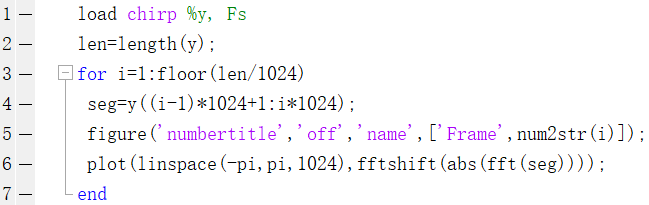 1 — load chirp %y, Fs
2 — len=length(y);
3 — for i=1:floor(len/1024)
4 — seg=y((i-1)*1024+1:i*1024);
5 — figure('numbertitle','off','name',['Frame',num2str(i)]);
6 — plot(linspace(-pi,pi,1024),fftshift(abs(fft(seg))));
7 — end